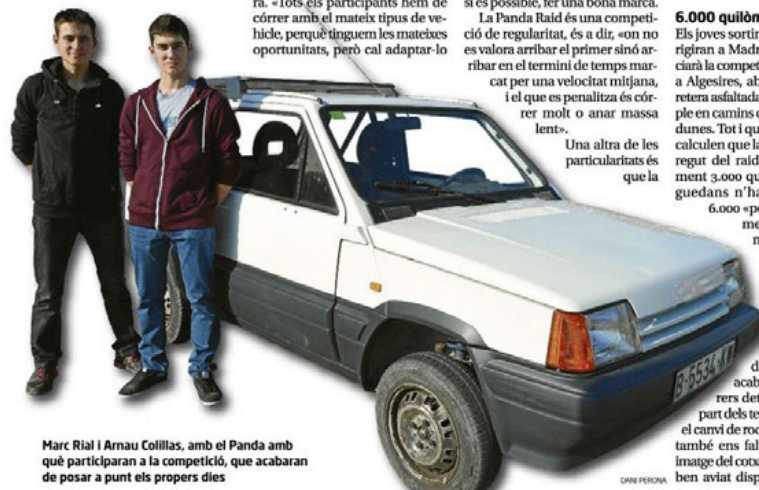 ra. «Tots els participants hem de
córrer amb el mateix tipus de ve-
hicle, perquè tinguem les mateixes
oportunitats, però cal adaptar-lo
si és possible, fer una bona marca.
La Panda Raid és una competi-
ció de regularitat, és a dir, «on no
es valora arribar el primer sinó ar-
ribar en el termini de temps mar-
cat per una velocitat mitjana,
i el que es penalitza és cór-
rer molt o anar massa
lent».
Una altra de les
particularitats és
que la
6.000 quilòm
Els joves sortir
rigiran a Madr
ciarà la compet
a Algesires, ab
retera asfaltada
ple en camins d
dunes. Tot i qu
calculen que la
regut del raid
ment 3.000 qu
guedans n'ha
6.000 «pe
me
n
d
acab
rers det
part dels te
el canvi de roc
també ens fal
imatge del cotx
ben aviat disp
B-5534-KW
Marc Rial i Arnau Colillas, amb el Panda amb
què participaran a la competició, que acabaran
de posar a punt els propers dies
DANI PERONA